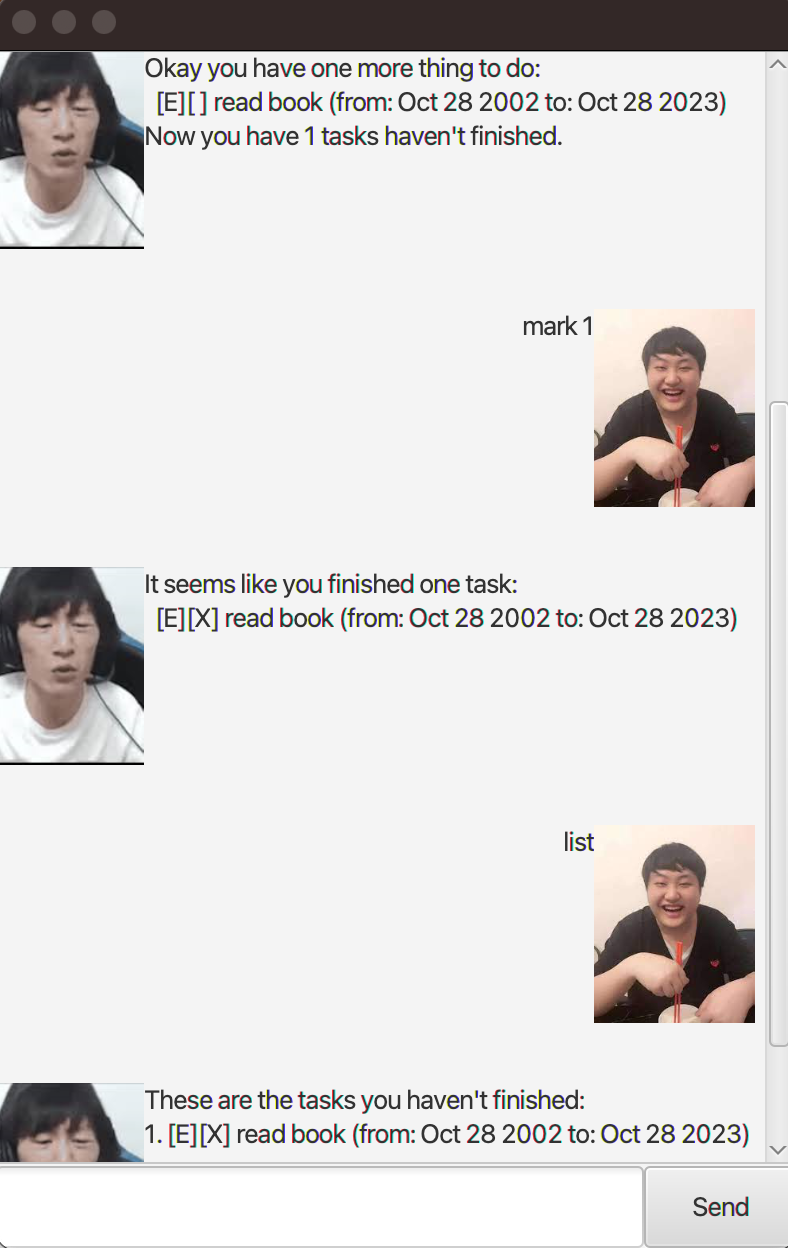 Okay you have one more thing to do:
[E][ ] read book (from: Oct 28 2002 to: Oct 28 2023)
Now you have 1 tasks haven't finished.
mark 1
It seems like you finished one task:
[E][X] read book (from: Oct 28 2002 to: Oct 28 2023)
list
These are the tasks you haven't finished:
1. [E][X] read book (from: Oct 28 2002 to: Oct 28 2023)
Send